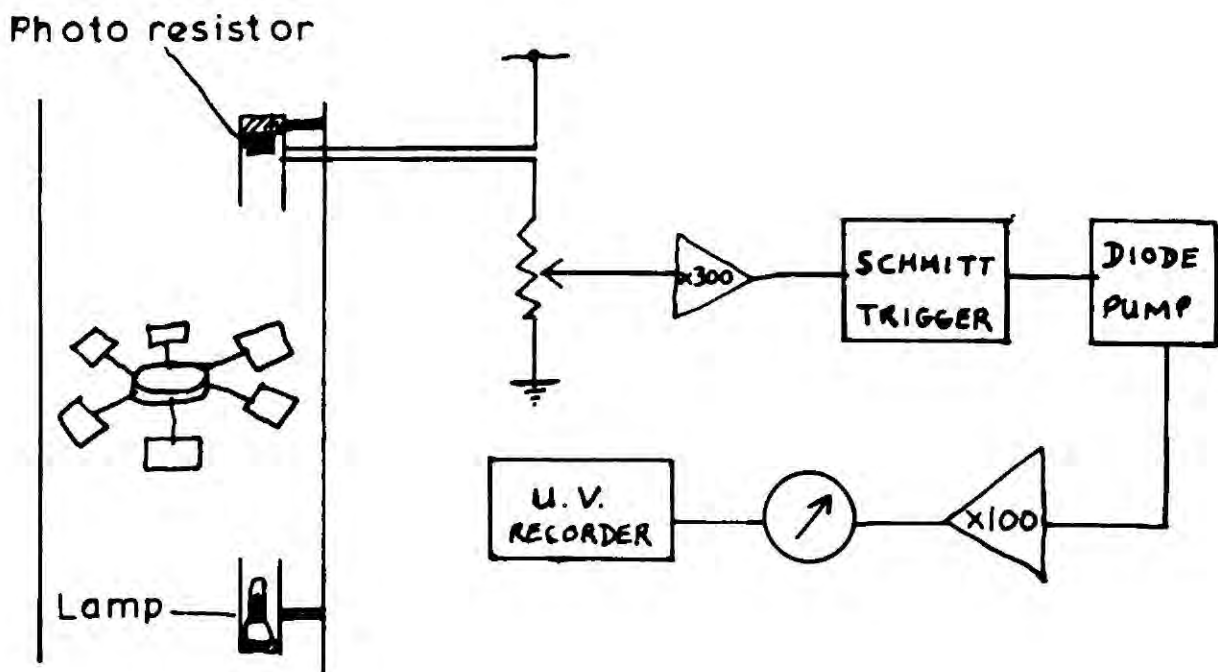 Photo resistor
x300
SCHMITT
TRIGGER
DIODE
PUMP
U.V.
RECORDER
x100
Lamp